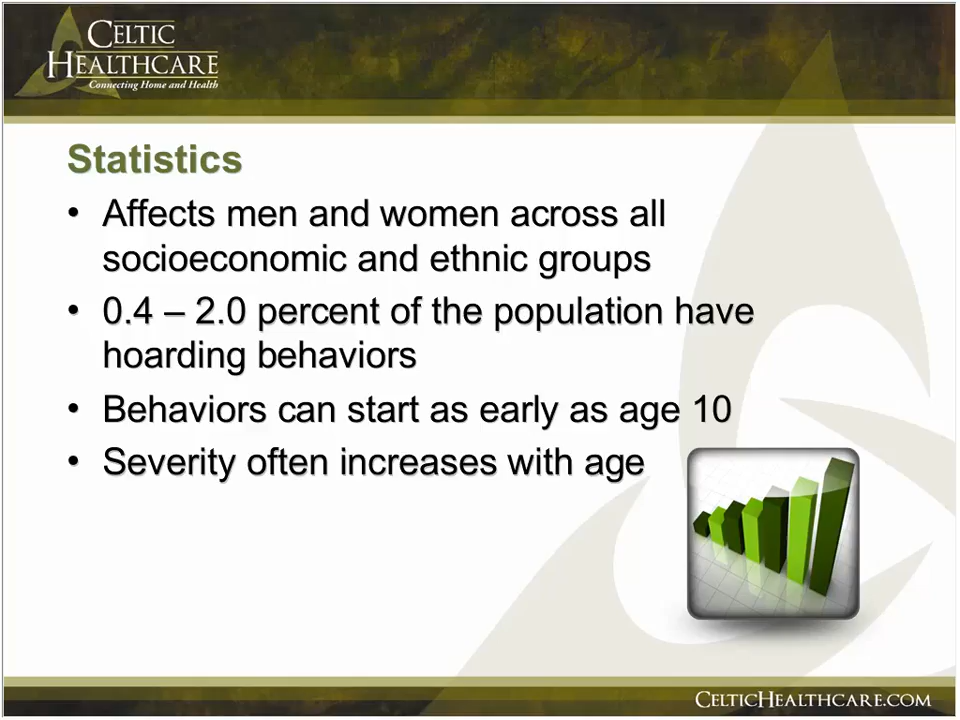 CELTIC
HEALTHCARE
Connecting Home and Health
Statistics
• Affects men and women across all
socioeconomic and ethnic groups
• 0.4 – 2.0 percent of the population have
hoarding behaviors
• Behaviors can start as early as age 10
• Severity often increases with age
CELTICHEALTHCARE.COM